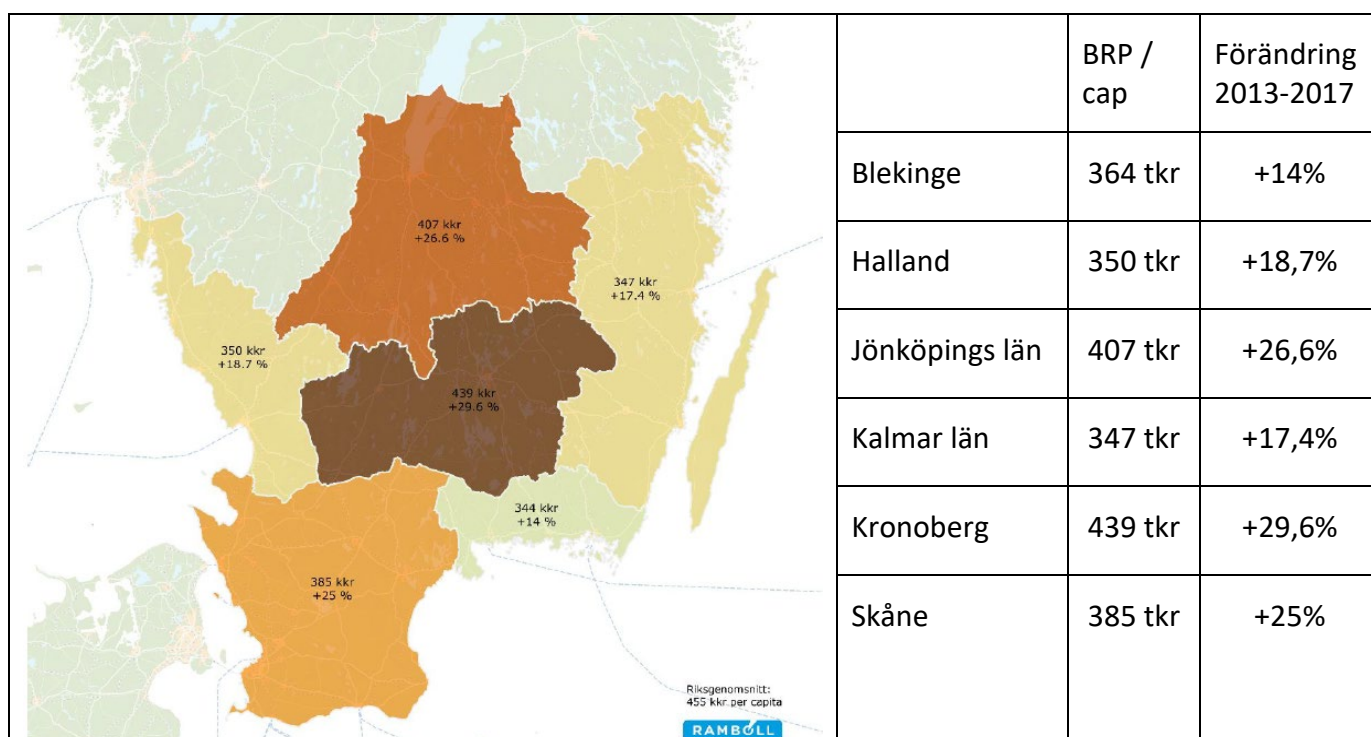 407 kkr
+26.6 %
347 kkr
+17.4 %
350 kkr
+18.7 %
439 kkr
+29.6 %
344 kkr
+14 %
385 kkr
+25 %
Riksgenomsnitt:
455 kkr per capita
RAMBOLL
BRP / cap
Förändring 2013-2017
Blekinge 364 tkr +14%
Halland 350 tkr +18,7%
Jönköpings län 407 tkr +26,6%
Kalmar län 347 tkr +17,4%
Kronoberg 439 tkr +29,6%
Skåne 385 tkr +25%